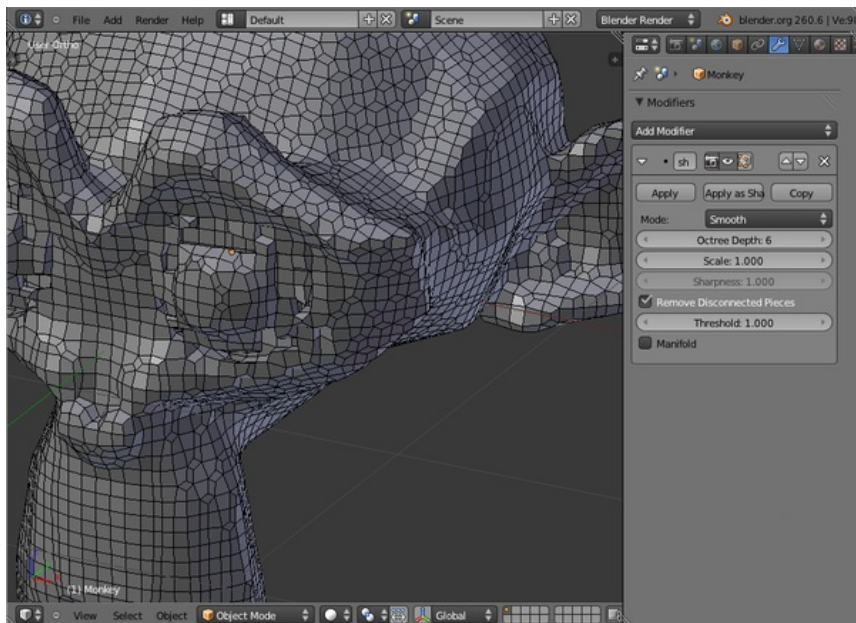 File Add Render Help Default Scene Blender Render blender.org 260.6 | Ve:98
User Ortho
Monkey
Modifiers
Add Modifier
sh
Apply Apply as Sha Copy
Mode: Smooth
Octree Depth: 6
Scale: 1.000
Sharpness: 1.000
Remove Disconnected Pieces
Threshold: 1.000
Manifold
(1) Monkey
View Select Object Object Mode Global